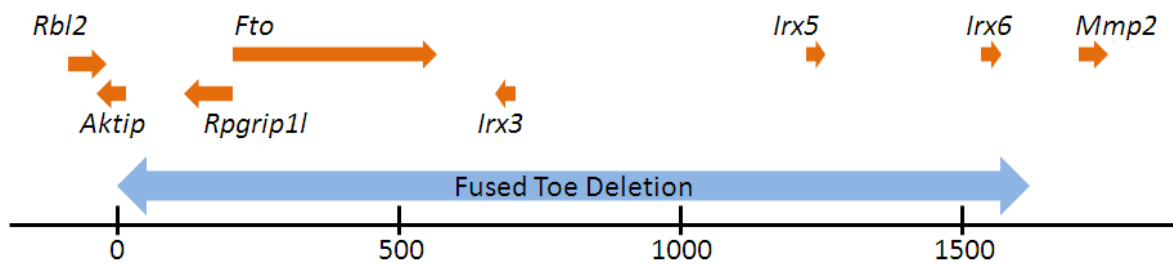 Rbl2 Fto Irx5 Irx6 Mmp2
Aktip Rpgrip1l Irx3
Fused Toe Deletion
0 500 1000 1500